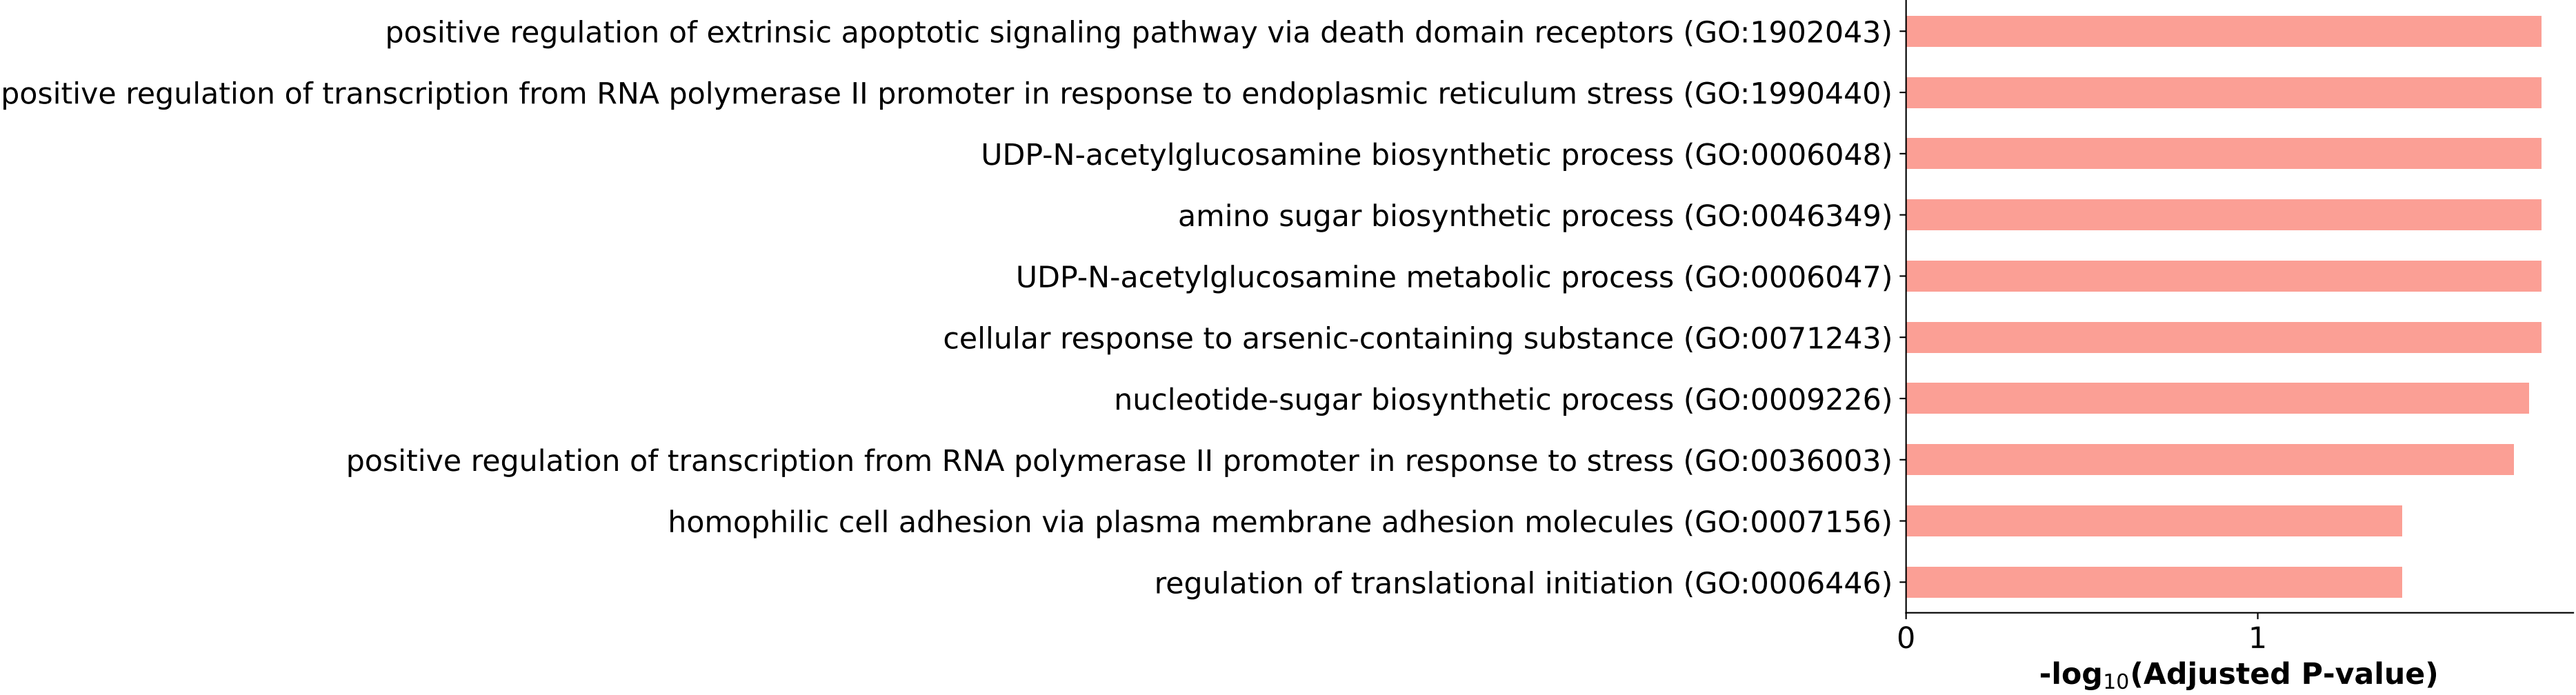 positive regulation of extrinsic apoptotic signaling pathway via death domain receptors (GO:1902043)
positive regulation of transcription from RNA polymerase II promoter in response to endoplasmic reticulum stress (GO:1990440)
UDP-N-acetylglucosamine biosynthetic process (GO:0006048)
amino sugar biosynthetic process (GO:0046349)
UDP-N-acetylglucosamine metabolic process (GO:0006047)
cellular response to arsenic-containing substance (GO:0071243)
nucleotide-sugar biosynthetic process (GO:0009226)
positive regulation of transcription from RNA polymerase II promoter in response to stress (GO:0036003)
homophilic cell adhesion via plasma membrane adhesion molecules (GO:0007156)
regulation of translational initiation (GO:0006446)
0 1
-log₁₀(Adjusted P-value)